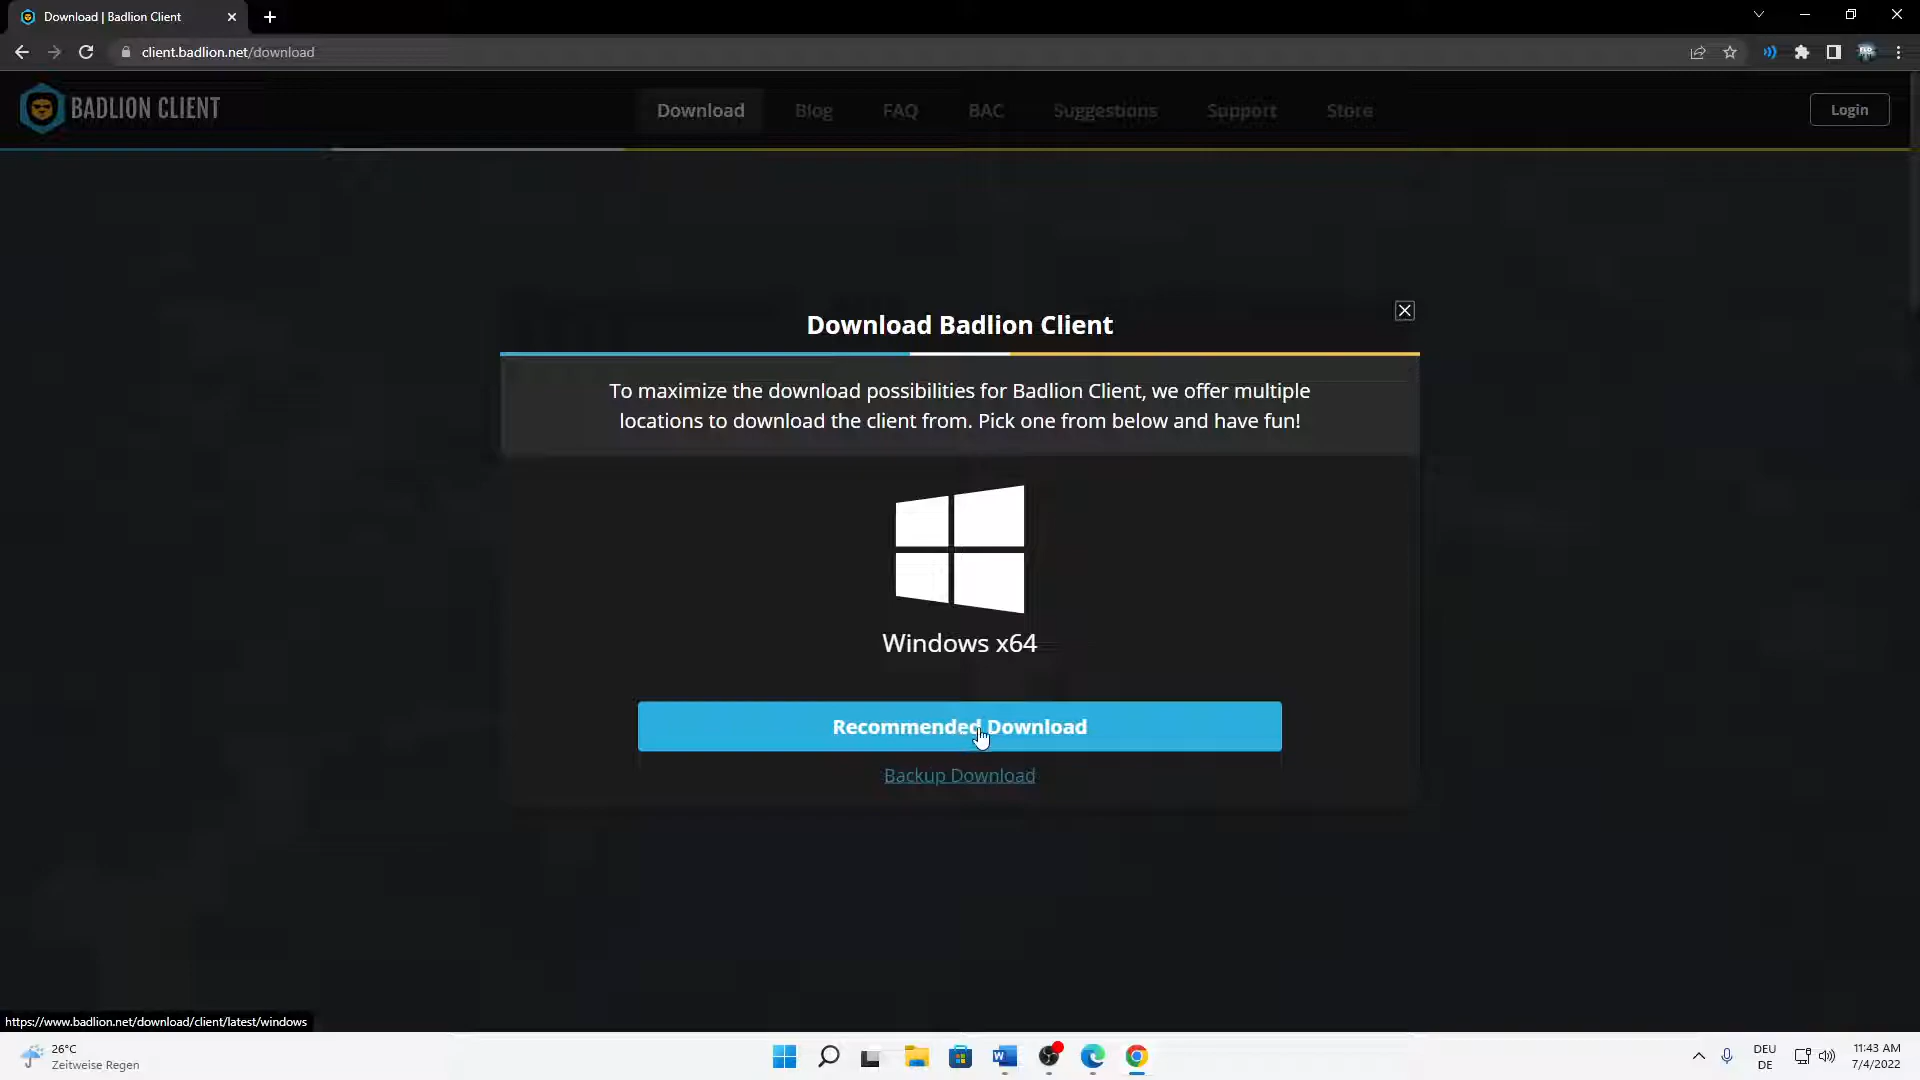 Download | Badlion Client
client.badlion.net/download
BADLION CLIENT
Download
Blog
FAQ
BAC
Suggestions
Support
Store
Login
Download Badlion Client
To maximize the download possibilities for Badlion Client, we offer multiple
locations to download the client from. Pick one from below and have fun!
Windows x64
Recommended Download
Backup Download
https://www.badlion.net/download/client/latest/windows
26°C
Zeitweise Regen
DEU
DE
11:43 AM
7/4/2022